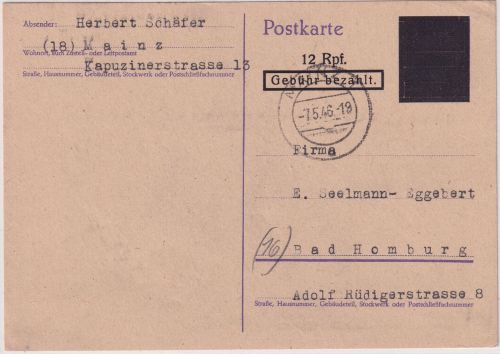 Absender: Herbert Schäfer
(18) Mainz
Wohnort, auch Zustell- oder Leitpostamt
Kapuzinerstrasse 13
Straße, Hausnummer, Gebäudeteil, Stockwerk oder Postschließfachnummer
Postkarte
12 Rpf.
Gebühr bezahlt.
-7.5.46.-18
Firma
E. Seelmann-Eggebert
(16)
Bad Homburg
Adolf Rüdigerstrasse 8
Straße, Hausnummer, Gebäudeteil, Stockwerk oder Postschließfachnummer